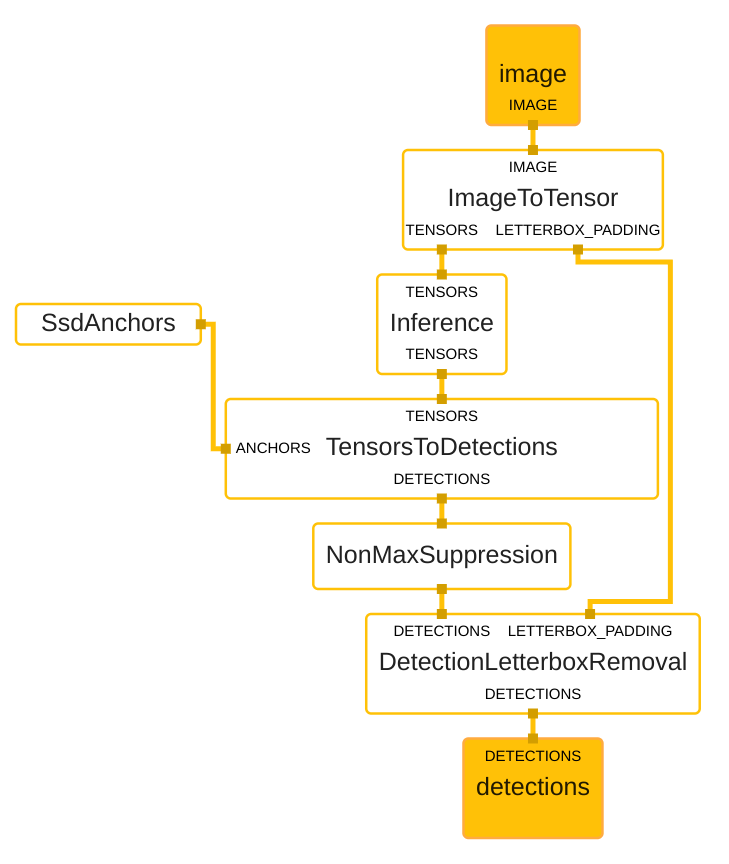 image
IMAGE
IMAGE
ImageToTensor
TENSORS LETTERBOX_PADDING
TENSORS
Inference
TENSORS
SsdAnchors
TENSORS
ANCHORS TensorsToDetections
DETECTIONS
NonMaxSuppression
DETECTIONS LETTERBOX_PADDING
DetectionLetterboxRemoval
DETECTIONS
DETECTIONS
detections